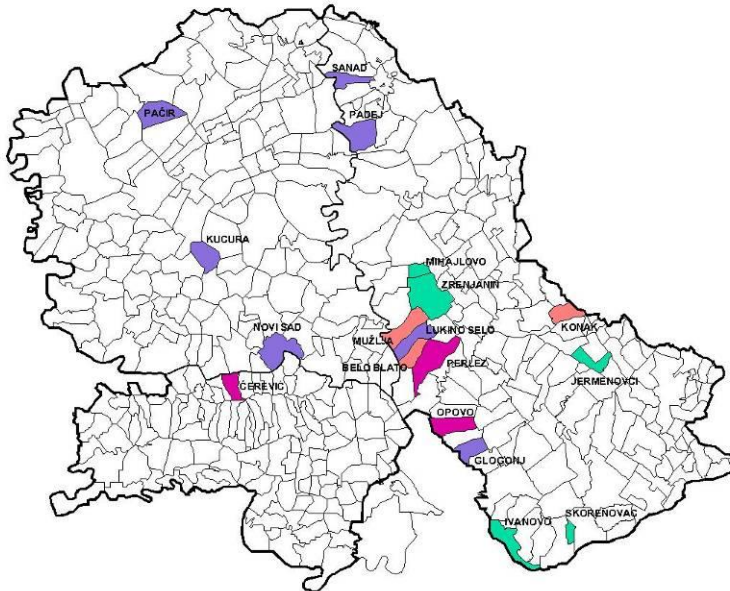 SANAD
PAČIR
PADEJ
KUCURA
MIHAJLOVO
ZRENJANIN
NOVI SAD
MUŽLJA
LUKINO SELO
KONAK
BELO BLATO
PERLEZ
ČEREVIĆ
JERMENOVCI
OPOVO
GLOGONJ
IVANOVO
SKORENOVAC